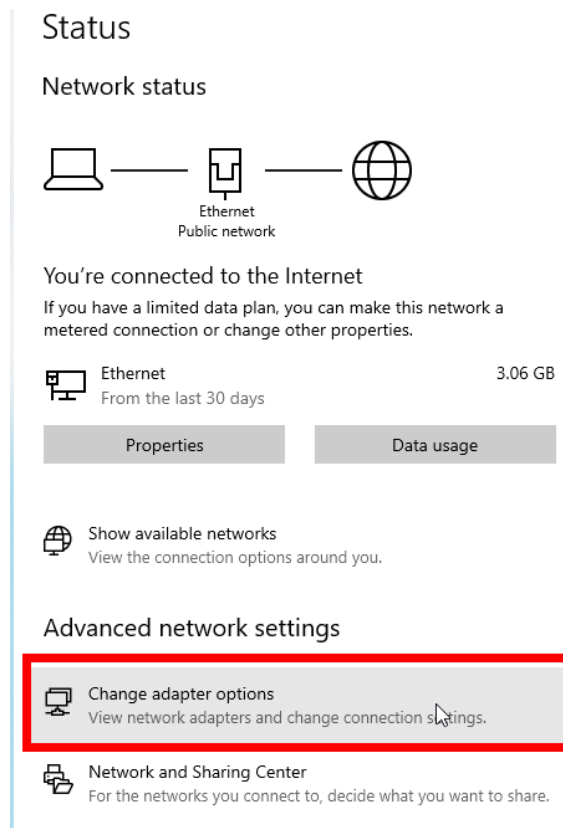 Status
Network status
Ethernet
Public network
You're connected to the Internet
If you have a limited data plan, you can make this network a
metered connection or change other properties.
Ethernet 3.06 GB
From the last 30 days
Properties Data usage
Show available networks
View the connection options around you.
Advanced network settings
Change adapter options
View network adapters and change connection settings.
Network and Sharing Center
For the networks you connect to, decide what you want to share.